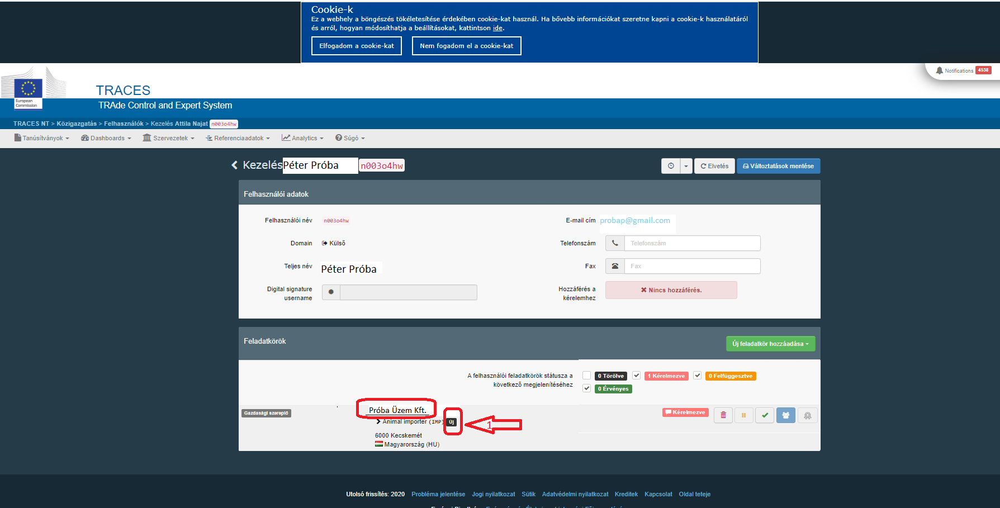 Cookie-k
Ez a webhely a böngészés tökéletesítése érdekében cookie-kat használ. Ha bővebb információkat szeretne kapni a cookie-k használatáról
és arról, hogyan módosíthatja a beállításokat, kattintson ide.
Elfogadom a cookie-kat
Nem fogadom el a cookie-kat
Notifications 4538
European
Commission
TRACES
TRAde Control and Expert System
TRACES NT > Közigazgatás > Felhasználók > Kezelés Attila Najat n003o4hw
Tanúsítványok
Dashboards
Szervezetek
Referenciaadatok
Analytics
Súgó
Kezelés Péter Próba n003o4hw
Elvetés
Változtatások mentése
Felhasználói adatok
Felhasználói név n003o4hw
E-mail cím probap@gmail.com
Domain Külső
Telefonszám Telefonszám
Teljes név Péter Próba
Fax Fax
Digital signature
username
Hozzáférés a
kérelemhez
Nincs hozzáférés.
Feladatkörök
Új feladatkör hozzáadása
A felhasználói feladatkörök státusza a
következő megjelenítéséhez
0 Törölve 1 Kérelmezve 0 Felfüggesztve
0 Érvényes
Gazdasági szereplő
Próba Üzem Kft.
Animal importer (IMP) Új
1
6000 Kecskemét
Magyarország (HU)
Kérelmezve
Utolsó frissítés: 2020 Probléma jelentése Jogi nyilatkozat Sütik Adatvédelmi nyilatkozat Kreditek Kapcsolat Oldal teteje